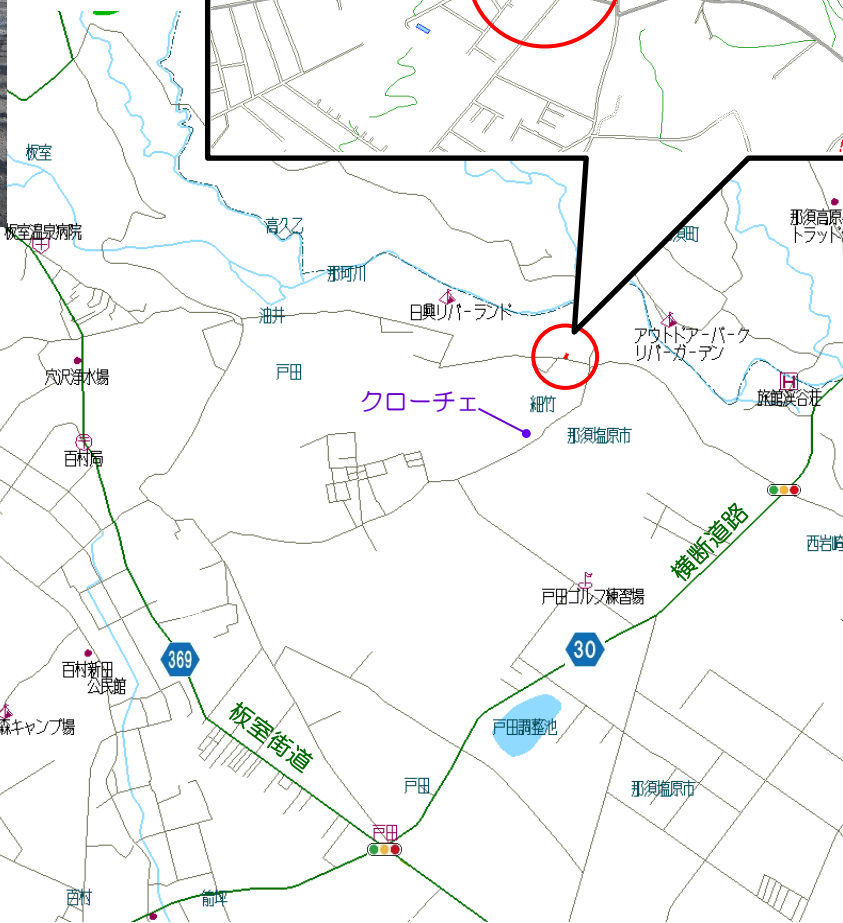 板室
板室温泉病院
高久乙
那珂川
油井
日興リバーランド
須町
那須高原
トラッド
アウトドアーパーク
リバーガーデン
穴沢浄水場
戸田
クローチェ
細竹
旅館渓谷荘
那須塩原市
百村局
横断道路
西岩崎
戸田ゴルフ練習場
30
369
百村新田
公民館
森キャンプ場
板室街道
戸田調整池
戸田
那須塩原市
戸田
百村
箭坪